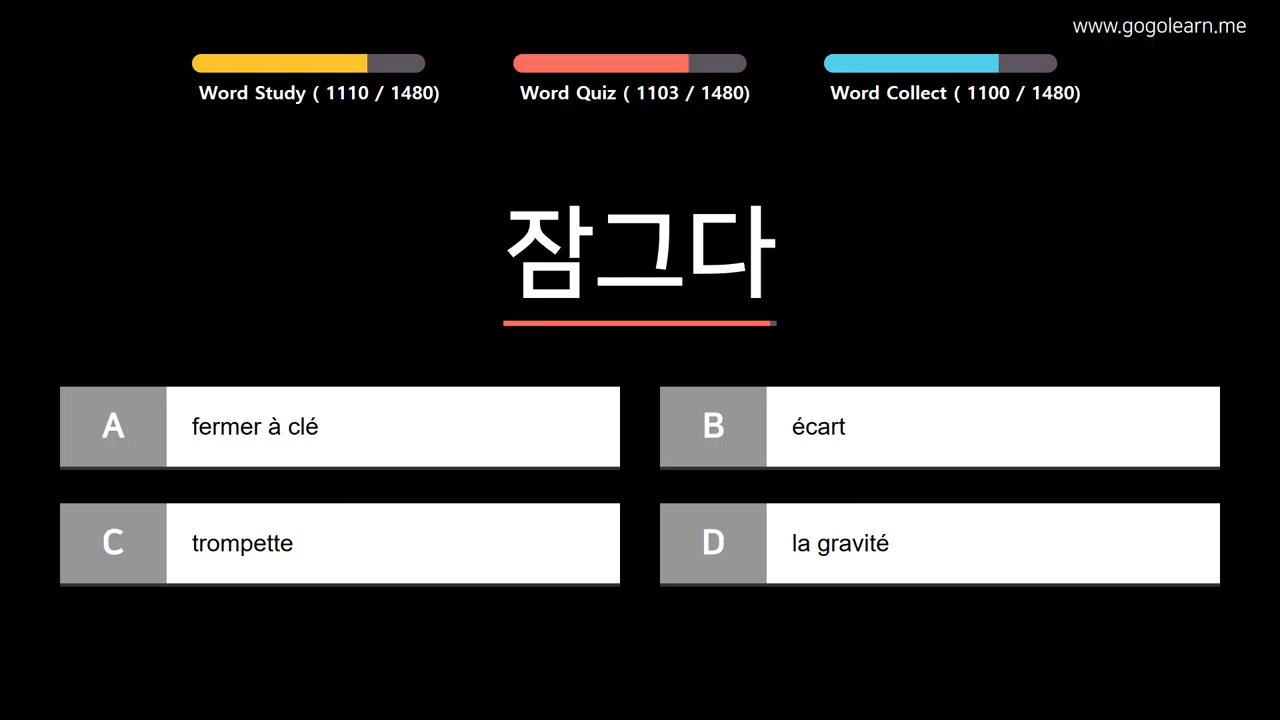 www.gogolearn.me
Word Study ( 1110 / 1480)
Word Quiz ( 1103 / 1480)
Word Collect ( 1100 / 1480)
잠그다
A fermer à clé
B écart
C trompette
D la gravité